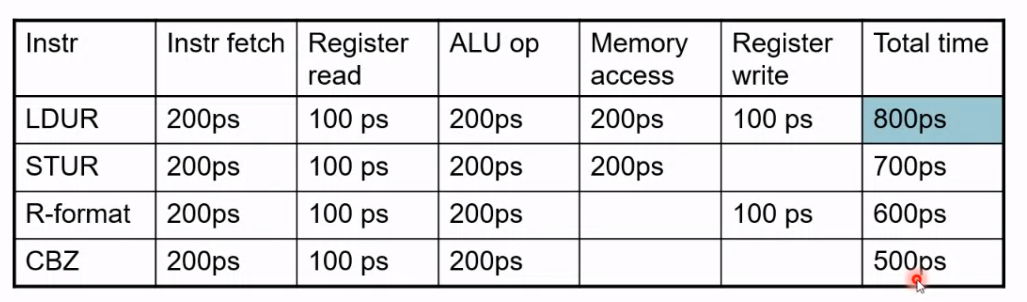 Instr Instr fetch Register read ALU op Memory access Register write Total time
LDUR 200ps 100 ps 200ps 200ps 100 ps 800ps
STUR 200ps 100 ps 200ps 200ps 700ps
R-format 200ps 100 ps 200ps 100 ps 600ps
CBZ 200ps 100 ps 200ps 500ps